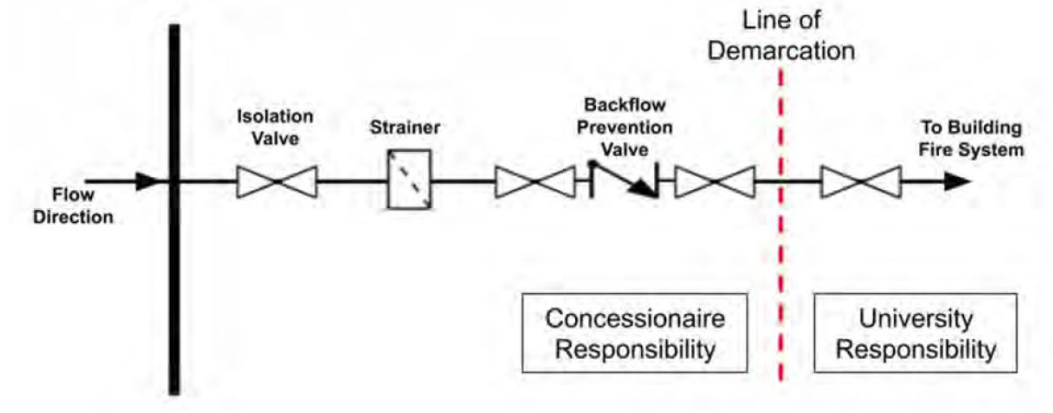 Line of
Demarcation
Isolation
Valve
Strainer
Backflow
Prevention
Valve
To Building
Fire System
Flow
Direction
Concessionaire
Responsibility
University
Responsibility